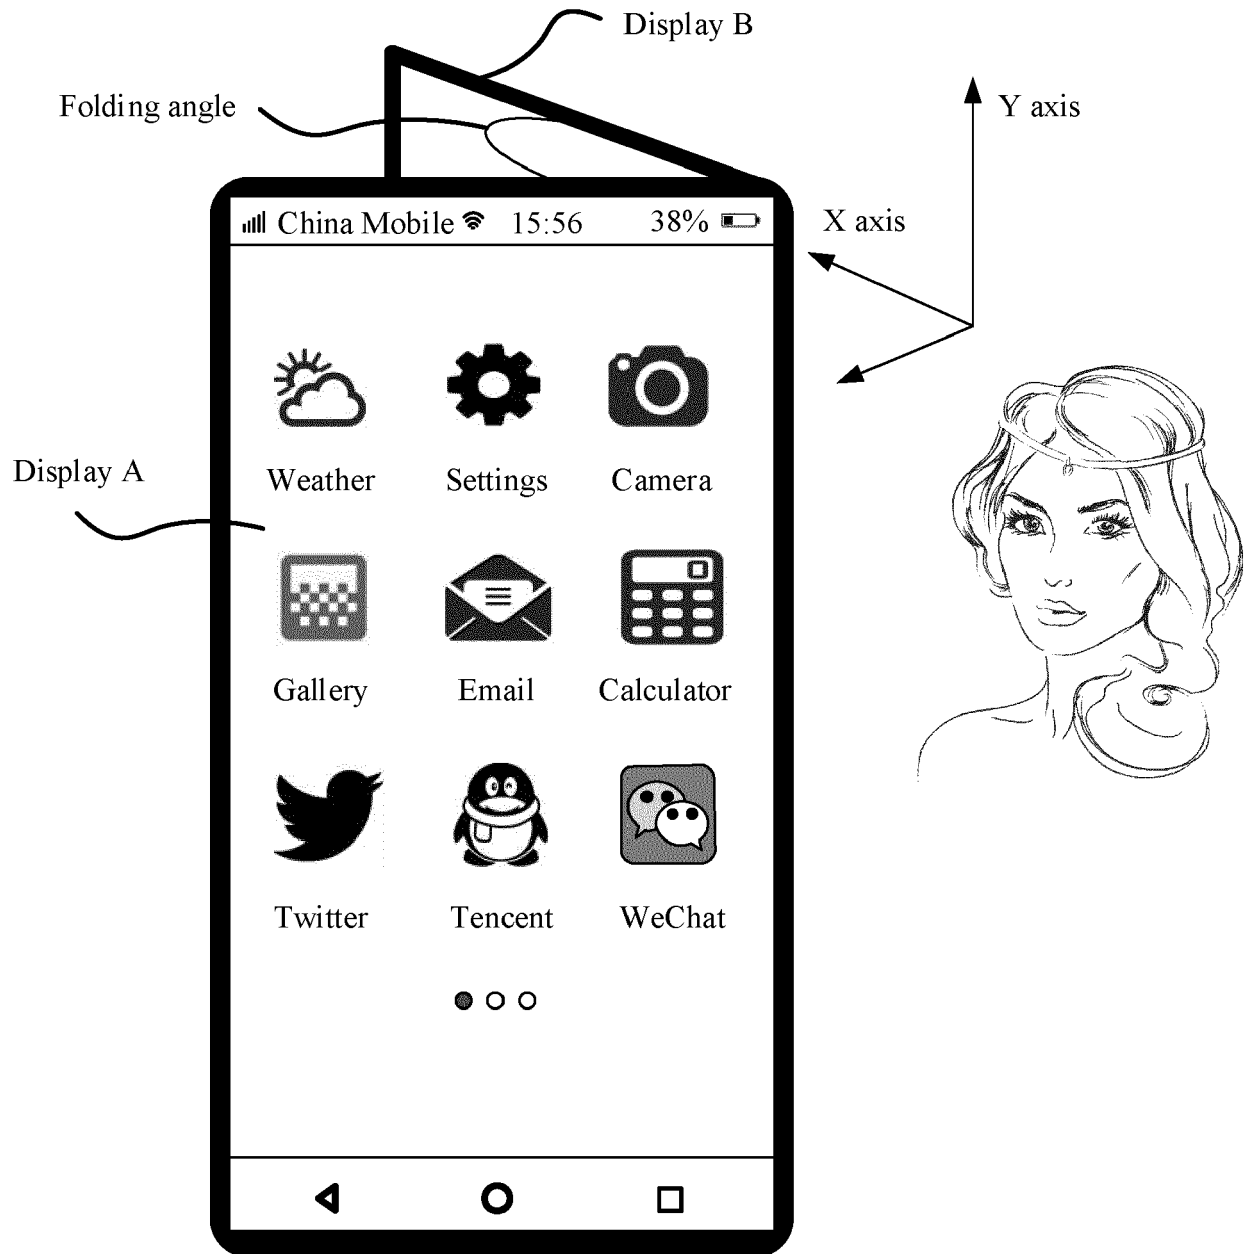 Display B
Folding angle
Y axis
China Mobile 15:56 38%
X axis
Weather Settings Camera
Display A
Gallery Email Calculator
Twitter Tencent WeChat